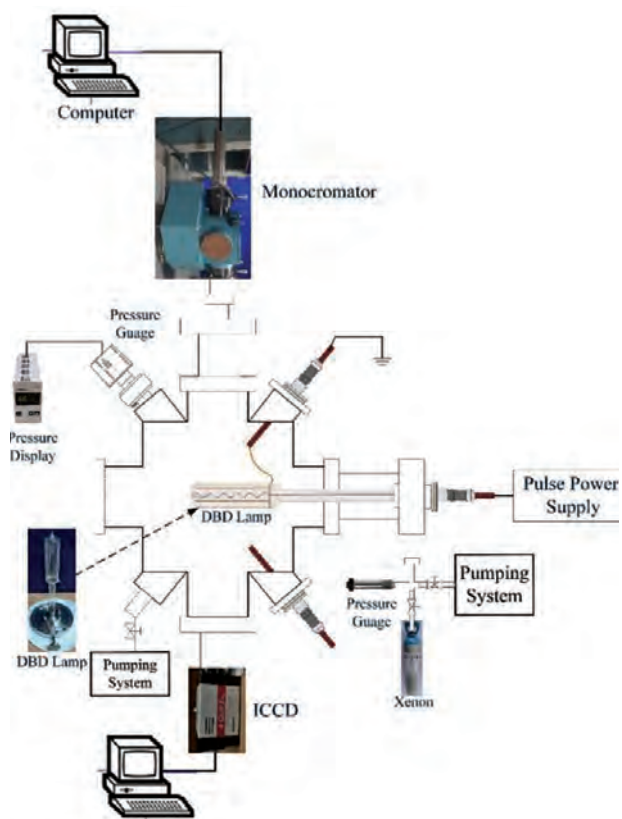 Computer
Monocromator
Pressure
Guage
Pressure
Display
DBD Lamp
Pulse Power
Supply
Pressure
Guage
Pumping
System
DBD Lamp
Pumping
System
ICCD
Xenon